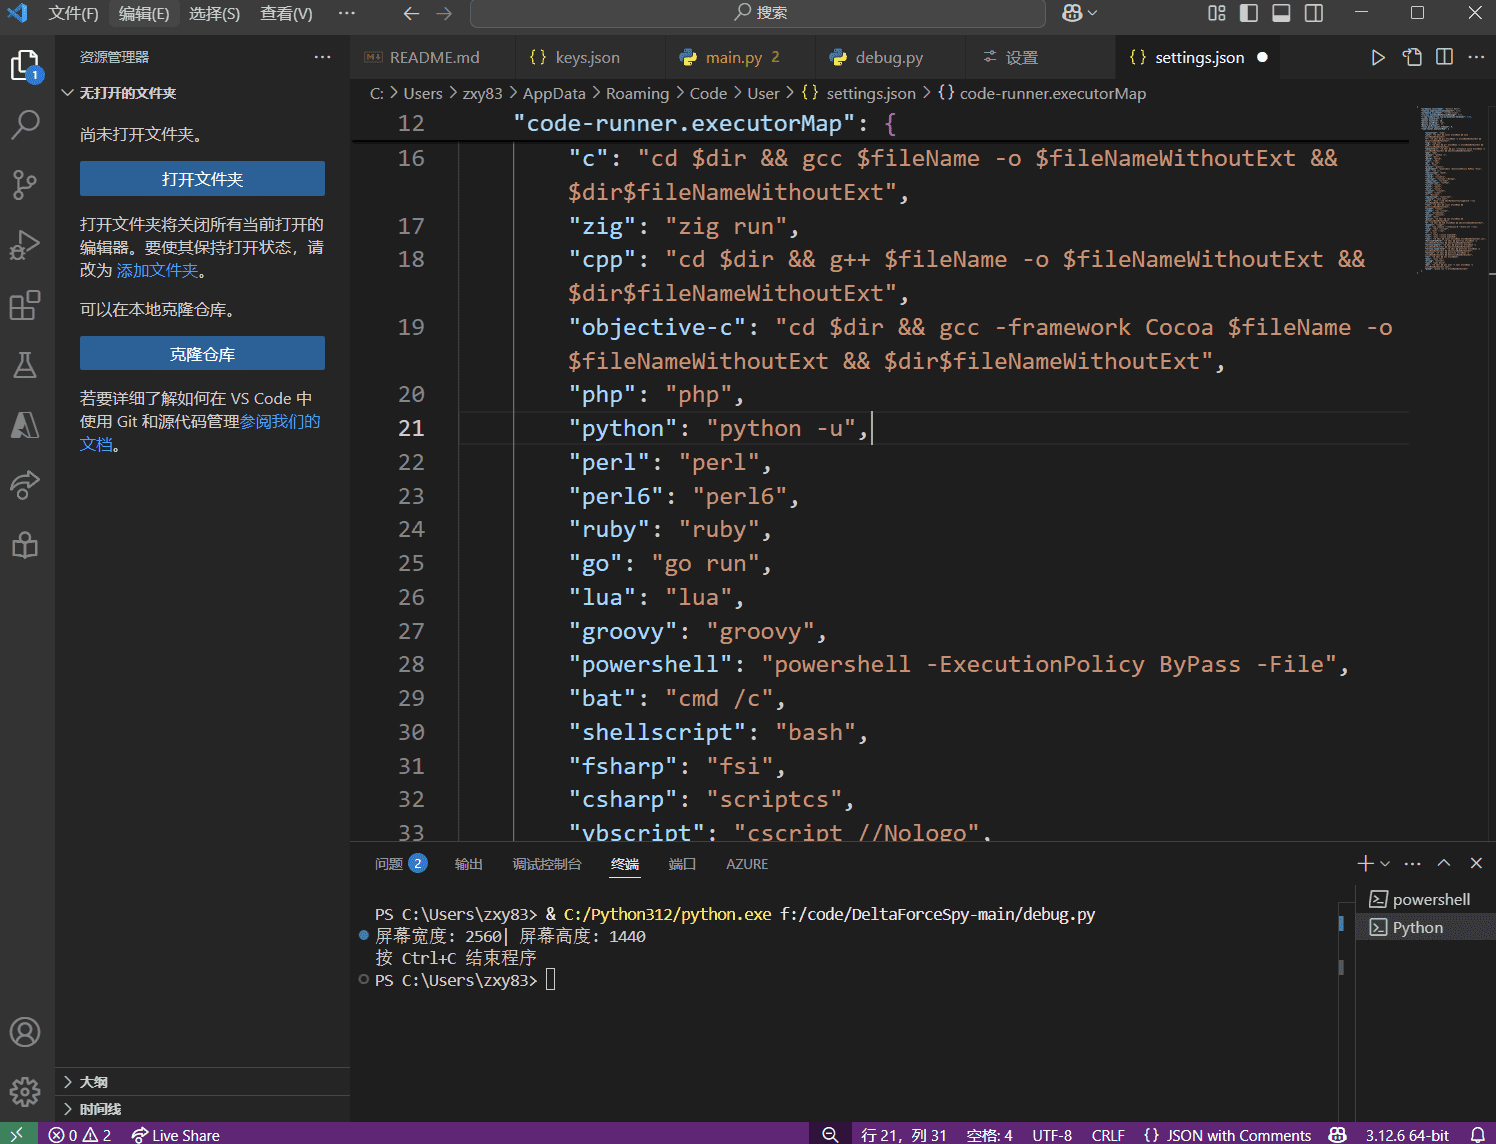 文件(F) 编辑(E) 选择(S) 查看(V) ··· 搜索
资源管理器 ···
README.md keys.json main.py 2 debug.py 设置 settings.json
C: > Users > zxy83 > AppData > Roaming > Code > User > {} settings.json > {} code-runner.executorMap
无打开的文件夹
尚未打开文件夹。
打开文件夹
打开文件夹将关闭所有当前打开的
编辑器。要使其保持打开状态，请
改为 添加文件夹。
可以在本地克隆仓库。
克隆仓库
若要详细了解如何在 VS Code 中
使用 Git 和源代码管理参阅我们的
文档。
大纲
时间线
12 "code-runner.executorMap": {
16 "c": "cd $dir && gcc $fileName -o $fileNameWithoutExt &&
$dir$fileNameWithoutExt",
17 "zig": "zig run",
18 "cpp": "cd $dir && g++ $fileName -o $fileNameWithoutExt &&
$dir$fileNameWithoutExt",
19 "objective-c": "cd $dir && gcc -framework Cocoa $fileName -o
$fileNameWithoutExt && $dir$fileNameWithoutExt",
20 "php": "php",
21 "python": "python -u",
22 "perl": "perl",
23 "perl6": "perl6",
24 "ruby": "ruby",
25 "go": "go run",
26 "lua": "lua",
27 "groovy": "groovy",
28 "powershell": "powershell -ExecutionPolicy ByPass -File",
29 "bat": "cmd /c",
30 "shellscript": "bash",
31 "fsharp": "fsi",
32 "csharp": "scriptcs",
33 "vbscript": "cscript //Nologo",
问题 2 输出 调试控制台 终端 端口 AZURE
PS C:\Users\zxy83> & C:/Python312/python.exe f:/code/DeltaForceSpy-main/debug.py
屏幕宽度: 2560| 屏幕高度: 1440
按 Ctrl+C 结束程序
PS C:\Users\zxy83>
powershell
Python
1
0 2 Live Share 行 21，列 31 空格: 4 UTF-8 CRLF {} JSON with Comments 3.12.6 64-bit